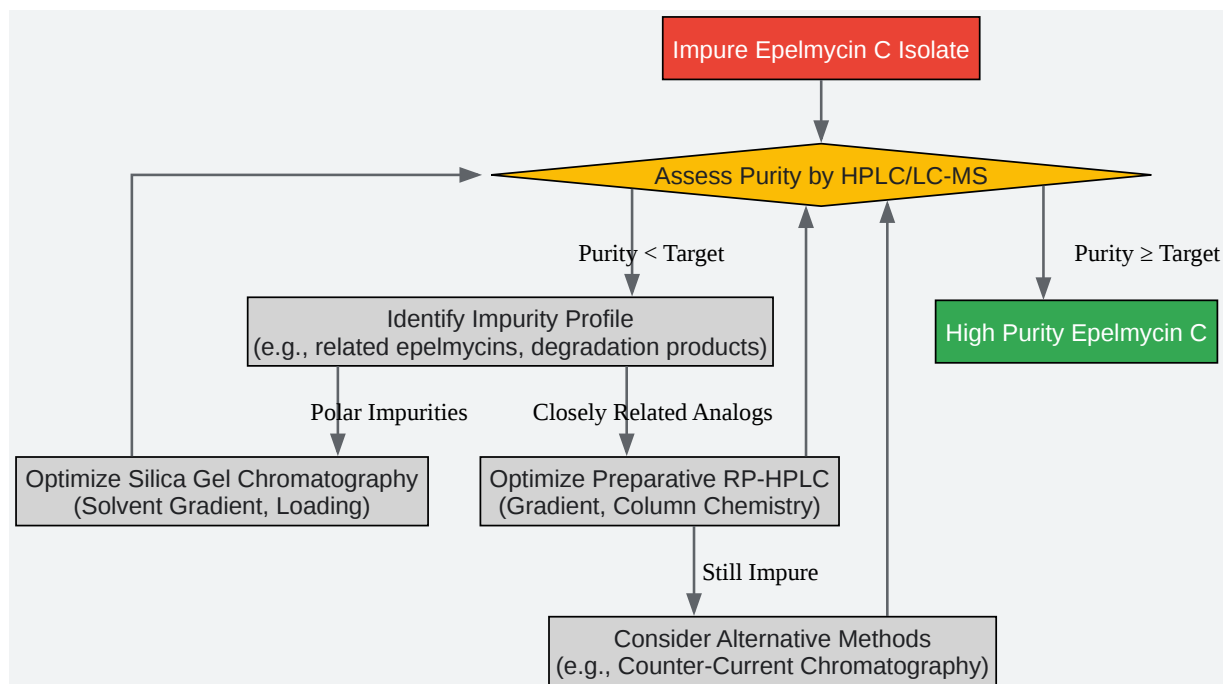 Impure Epelmycin C Isolate
Assess Purity by HPLC/LC-MS
Purity < Target
Purity ≥ Target
Identify Impurity Profile
(e.g., related epelmycins, degradation products)
High Purity Epelmycin C
Polar Impurities
Closely Related Analogs
Optimize Silica Gel Chromatography
(Solvent Gradient, Loading)
Optimize Preparative RP-HPLC
(Gradient, Column Chemistry)
Still Impure
Consider Alternative Methods
(e.g., Counter-Current Chromatography)